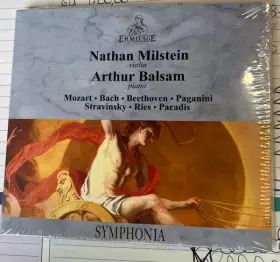 ERMITAGE
Nathan Milstein
violin
Arthur Balsam
piano
Mozart • Bach • Beethoven • Paganini
Stravinsky • Ries • Paradis
SYMPHONIA